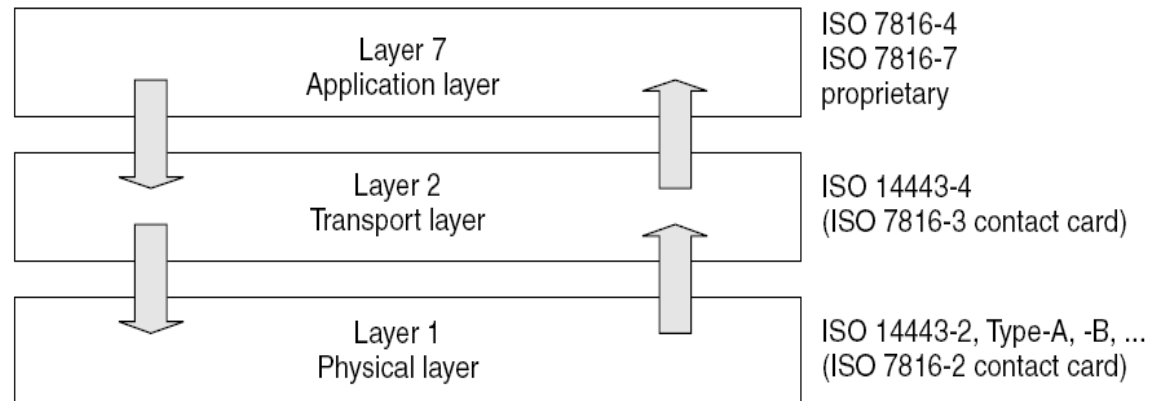 Layer 7
Application layer
ISO 7816-4
ISO 7816-7
proprietary
Layer 2
Transport layer
ISO 14443-4
(ISO 7816-3 contact card)
Layer 1
Physical layer
ISO 14443-2, Type-A, -B, ...
(ISO 7816-2 contact card)